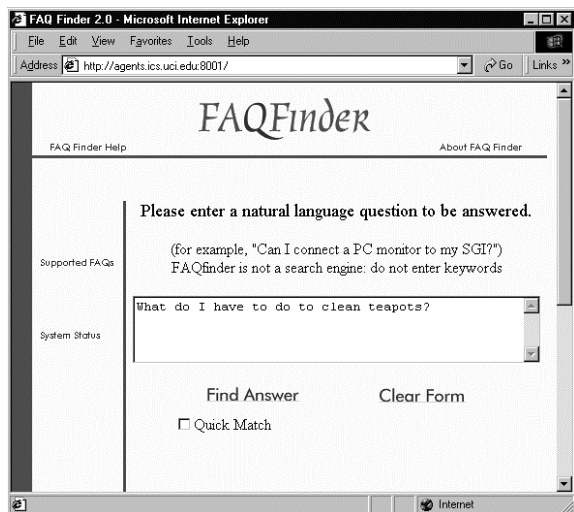 FAQ Finder 2.0 - Microsoft Internet Explorer
File Edit View Favorites Tools Help
Address http://agents.ics.uci.edu:8001/ Go Links »
FAQFinder
FAQ Finder Help About FAQ Finder
Please enter a natural language question to be answered.
(for example, "Can I connect a PC monitor to my SGI?")
Supported FAQs
FAQfinder is not a search engine: do not enter keywords
What do I have to do to clean teapots?
System Status
Find Answer Clear Form
Quick Match
Internet